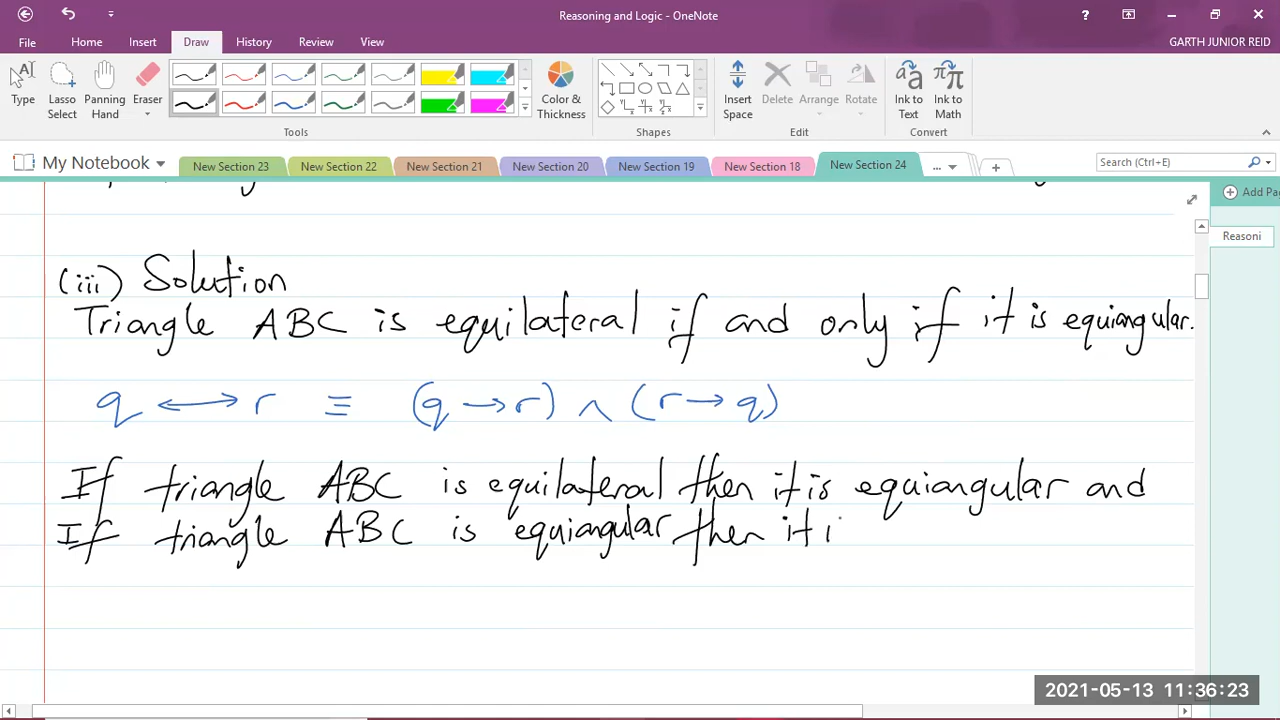 Reasoning and Logic - OneNote
?
File
Home
Insert
Draw
History
Review
View
GARTH JUNIOR REID
Type
Lasso Select
Panning Hand
Eraser
Color & Thickness
Insert Space
Delete
Arrange
Rotate
Ink to Text
Ink to Math
Tools
Shapes
Edit
Convert
My Notebook
New Section 23
New Section 22
New Section 21
New Section 20
New Section 19
New Section 18
New Section 24
...
Search (Ctrl+E)
Add Pag
Reasoni
(iii) Solution
Triangle ABC is equilateral if and only if it is equiangular.
q ↔ r ≡ (q → r) ∧ (r → q)
If triangle ABC is equilateral then it is equiangular and
If triangle ABC is equiangular then it i
2021-05-13 11:36:23